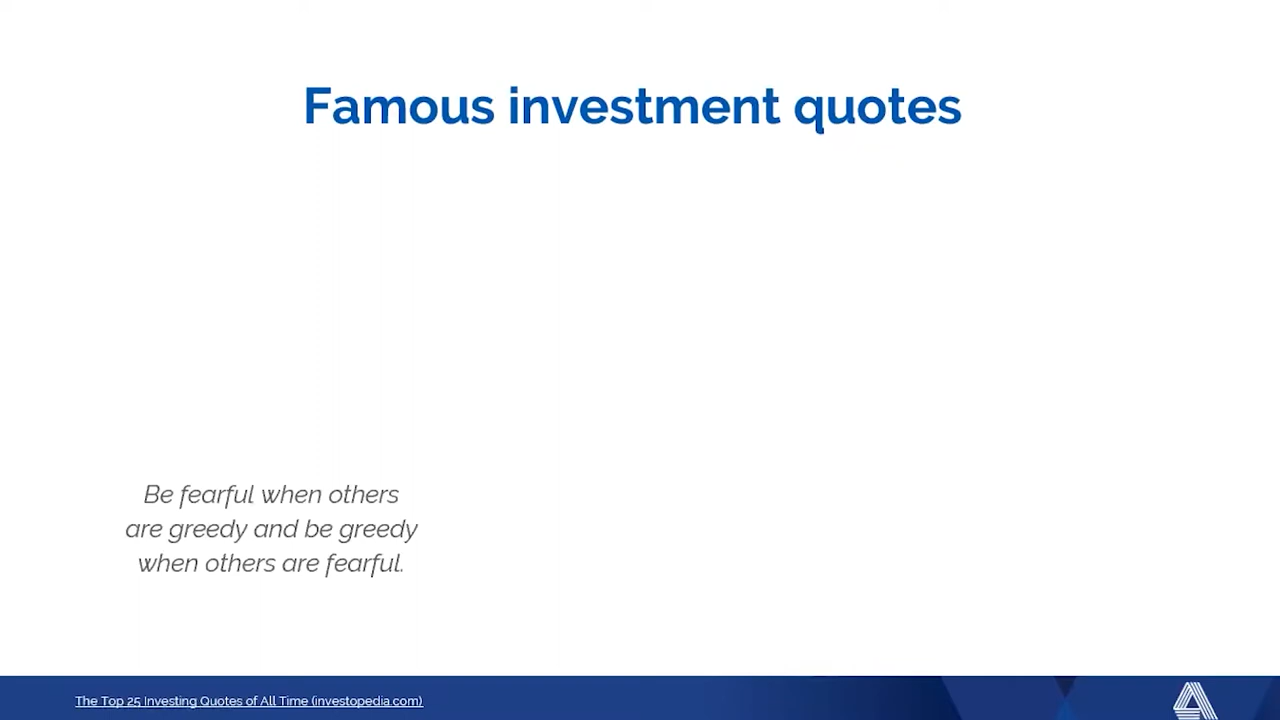 Famous investment quotes
Be fearful when others
are greedy and be greedy
when others are fearful.
The Top 25 Investing Quotes of All Time (investopedia.com)